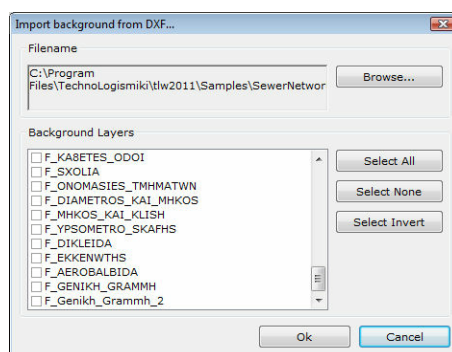 Import background from DXF...
Filename
C:\Program
Files\TechnoLogismiki\tlw2011\Samples\SewerNetwor
Browse...
Background Layers
F_KA8ETES_ODOI
F_SXOLIA
F_ONOMASIES_TMHMATWN
F_DIAMETROS_KAI_MHKOS
F_MHKOS_KAI_KLISH
F_YPSOMETRO_SKAFHS
F_DIKLEIDA
F_EKKENWTHS
F_AEROBALBIDA
F_GENIKH_GRAMMH
F_Genikh_Grammh_2
Select All
Select None
Select Invert
Ok
Cancel